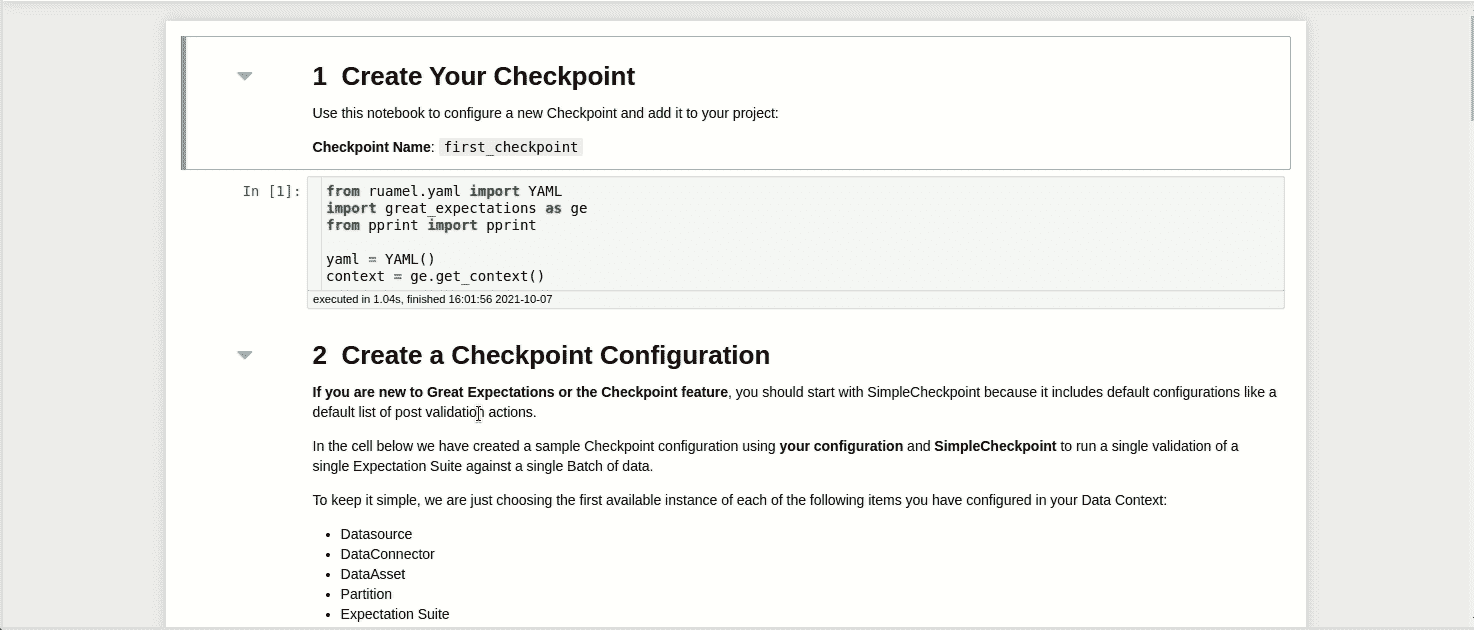 1 Create Your Checkpoint
Use this notebook to configure a new Checkpoint and add it to your project:
Checkpoint Name: first_checkpoint
In [1]:
from ruamel.yaml import YAML
import great_expectations as ge
from pprint import pprint
yaml = YAML()
context = ge.get_context()
executed in 1.04s, finished 16:01:56 2021-10-07
2 Create a Checkpoint Configuration
If you are new to Great Expectations or the Checkpoint feature, you should start with SimpleCheckpoint because it includes default configurations like a
default list of post validation actions.
In the cell below we have created a sample Checkpoint configuration using your configuration and SimpleCheckpoint to run a single validation of a
single Expectation Suite against a single Batch of data.
To keep it simple, we are just choosing the first available instance of each of the following items you have configured in your Data Context:
• Datasource
• DataConnector
• DataAsset
• Partition
• Expectation Suite